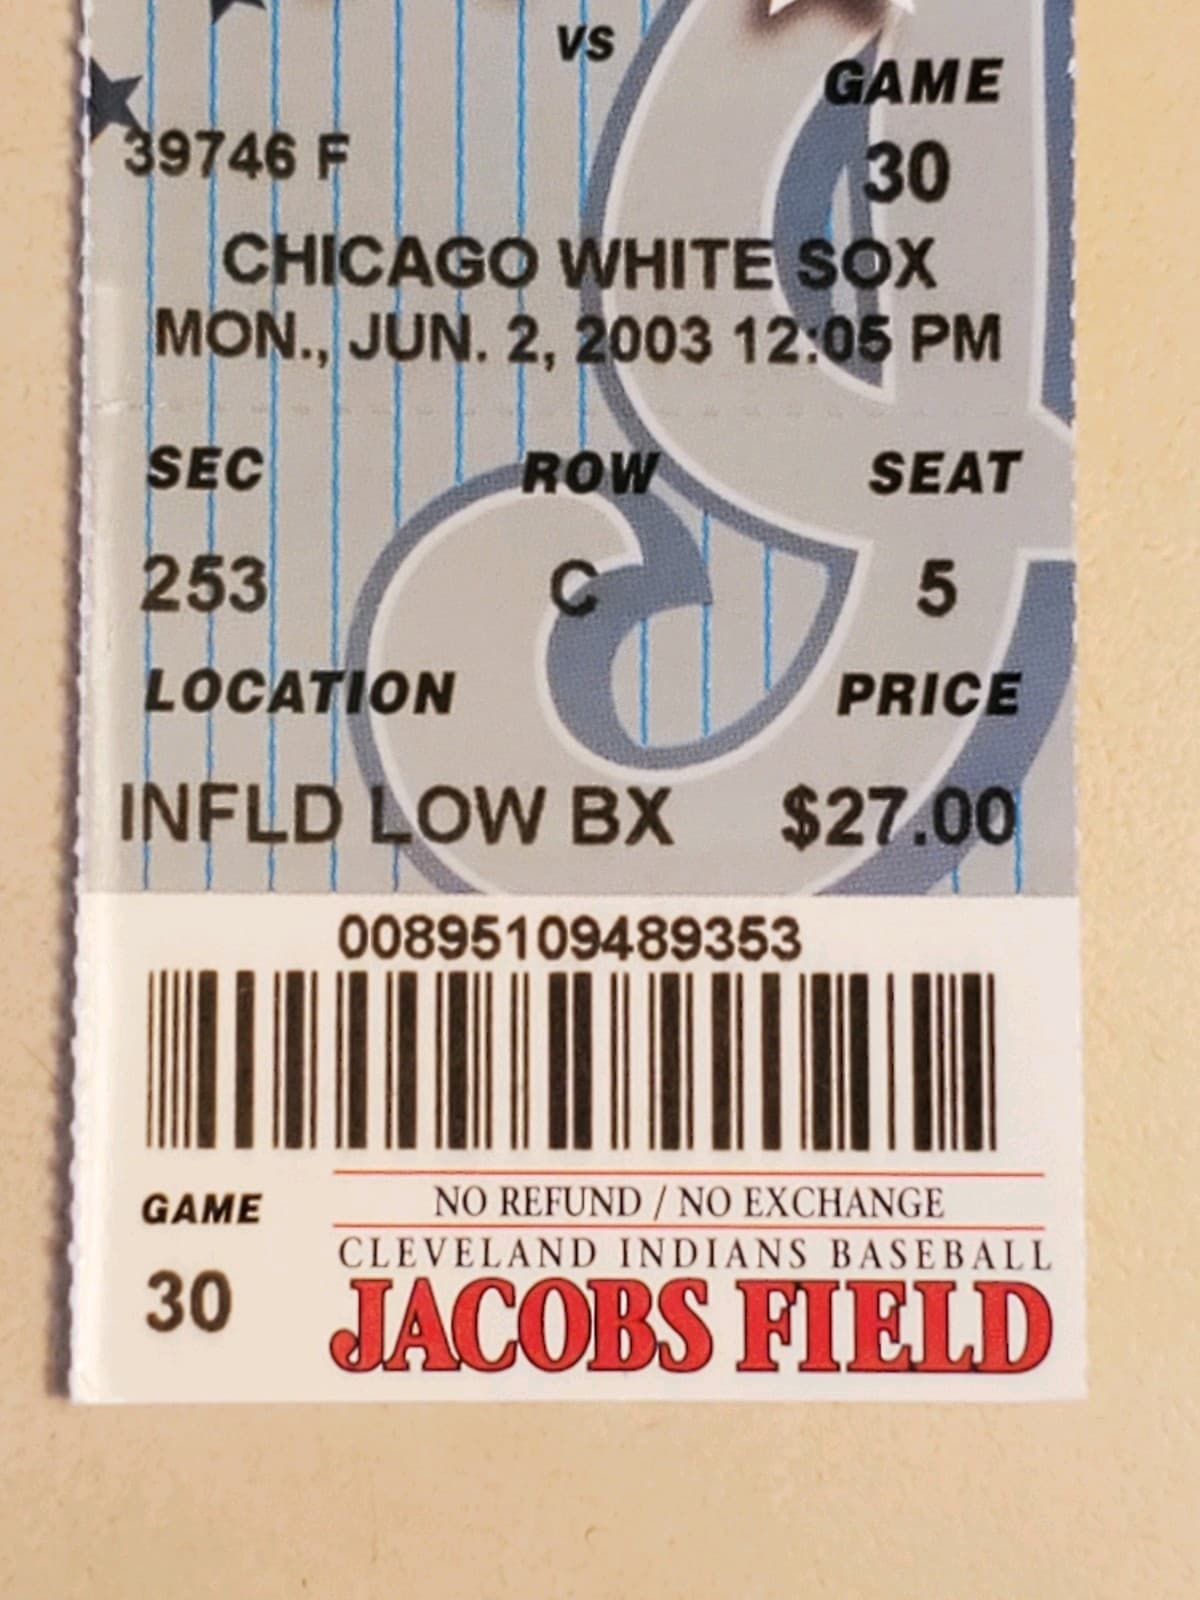 VS
GAME
39746 F
30
CHICAGO WHITE SOX
MON., JUN. 2, 2003 12:05 PM
SEC ROW SEAT
253 C 5
LOCATION PRICE
INFLD LOW BX $27.00
00895109489353
GAME
30
NO REFUND / NO EXCHANGE
CLEVELAND INDIANS BASEBALL
JACOBS FIELD